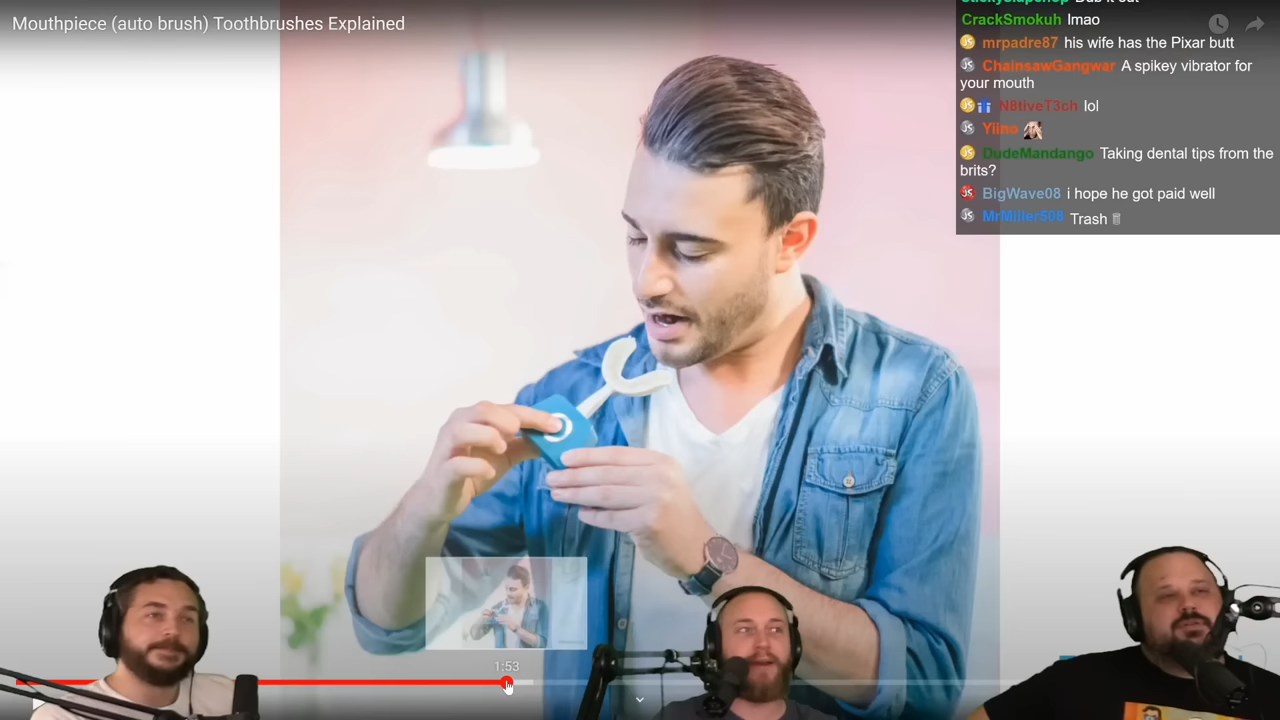 Mouthpiece (auto brush) Toothbrushes Explained
CrackSmokuh lmao
mrpadre87 his wife has the Pixar butt
ChainsawGangwar A spikey vibrator for
your mouth
N8tiveT3ch lol
Ylino
DudeMandango Taking dental tips from the
brits?
BigWave08 i hope he got paid well
MrMiller506 Trash
1:53